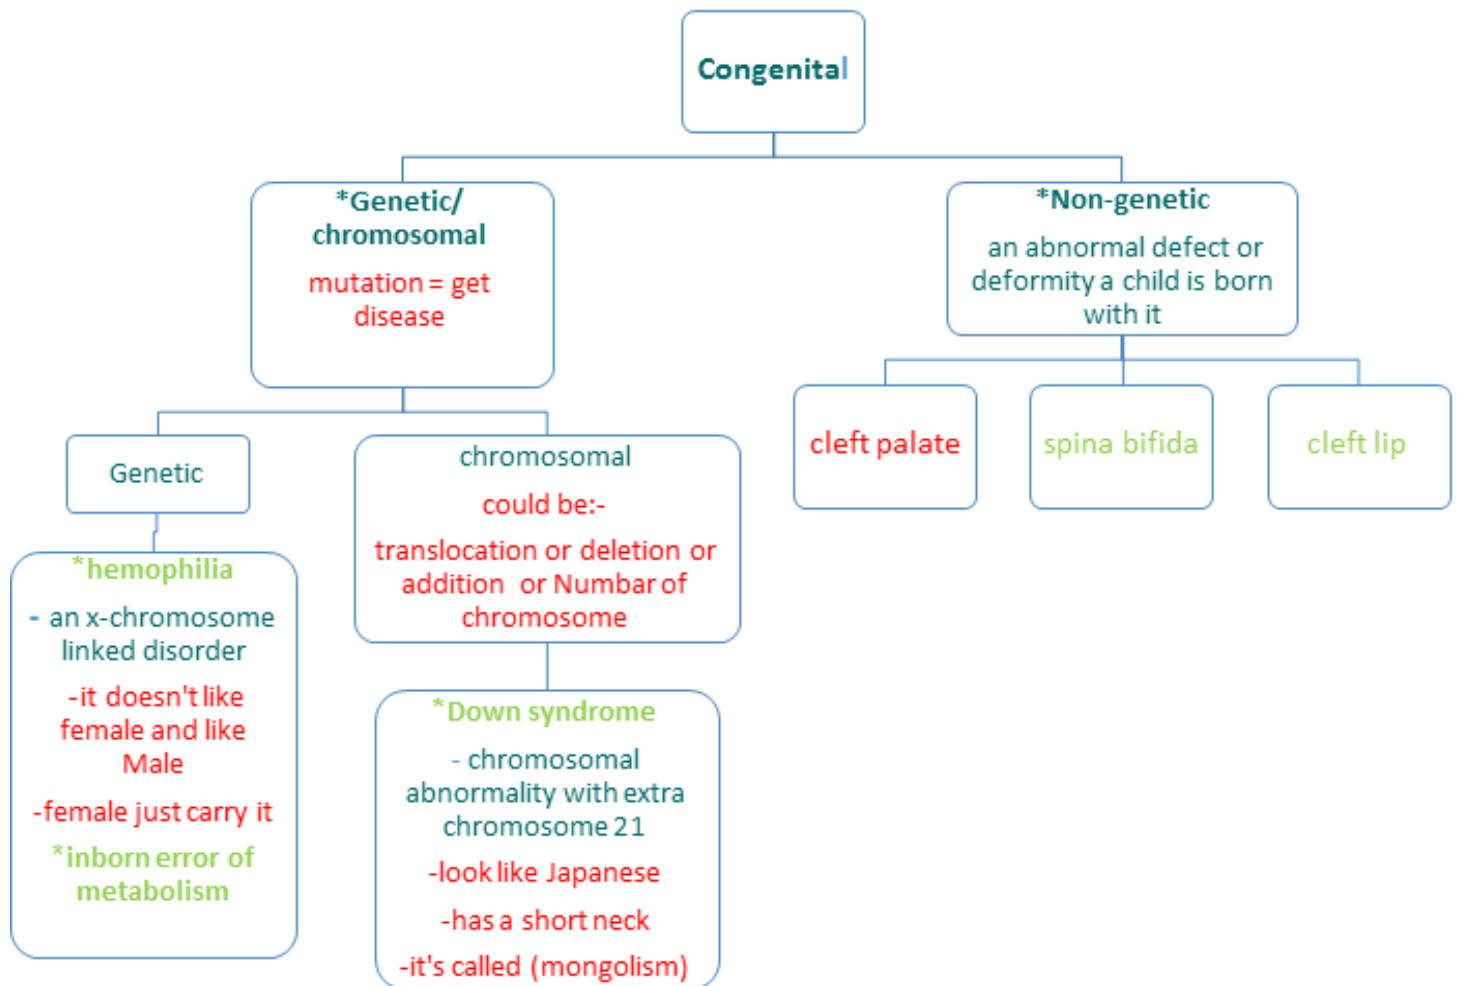 Congenital
*Genetic/
chromosomal
mutation = get
disease
*Non-genetic
an abnormal defect or
deformity a child is born
with it
Genetic
chromosomal
could be:-
translocation or deletion or
addition or Numbar of
chromosome
cleft palate
spina bifida
cleft lip
*hemophilia
- an x-chromosome
linked disorder
-it doesn't like
female and like
Male
-female just carry it
*inborn error of
metabolism
*Down syndrome
- chromosomal
abnormality with extra
chromosome 21
-look like Japanese
-has a short neck
-it's called (mongolism)